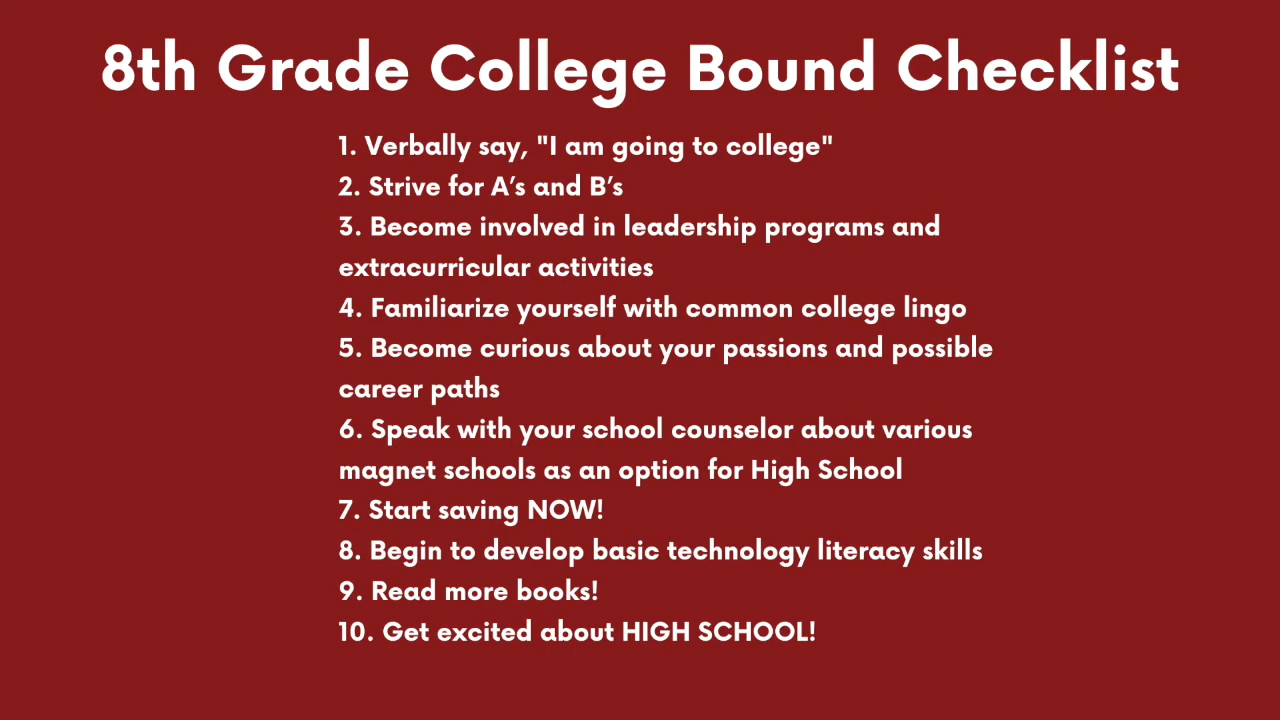 8th Grade College Bound Checklist
1. Verbally say, "I am going to college"
2. Strive for A’s and B’s
3. Become involved in leadership programs and
extracurricular activities
4. Familiarize yourself with common college lingo
5. Become curious about your passions and possible
career paths
6. Speak with your school counselor about various
magnet schools as an option for High School
7. Start saving NOW!
8. Begin to develop basic technology literacy skills
9. Read more books!
10. Get excited about HIGH SCHOOL!